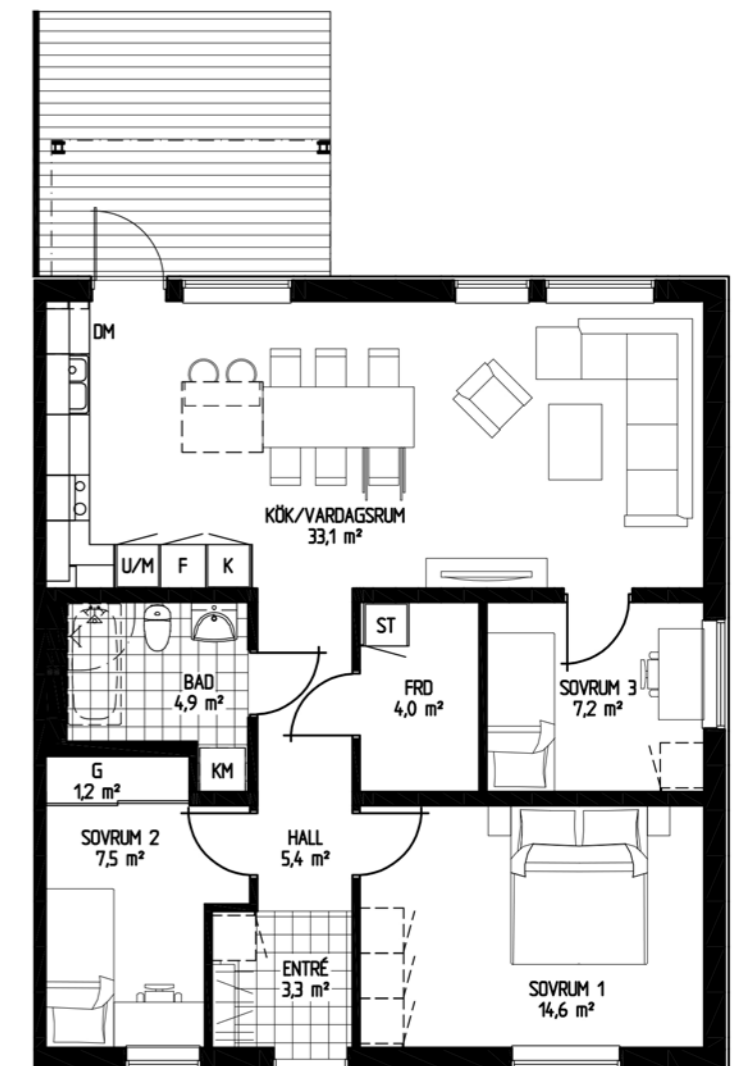 DM
KÖK/VARDAGSRUM
33,1 m²
U/M F K
ST
BAD
4,9 m²
FRD
4,0 m²
SOVRUM 3
7,2 m²
KM
G
1,2 m²
SOVRUM 2
7,5 m²
HALL
5,4 m²
ENTRÉ
3,3 m²
SOVRUM 1
14,6 m²